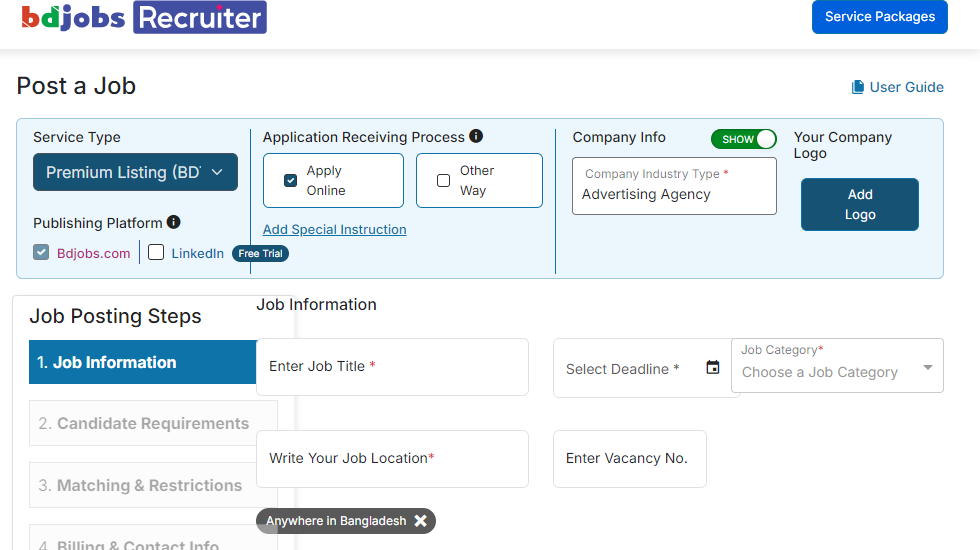 bdjobs Recruiter
Service Packages
Post a Job
User Guide
Service Type
Premium Listing (BD
Publishing Platform
Bdjobs.com
LinkedIn
Free Trial
Application Receiving Process
Apply
Online
Other
Way
Add Special Instruction
Company Info
SHOW
Company Industry Type *
Advertising Agency
Your Company
Logo
Add
Logo
Job Posting Steps
1. Job Information
2. Candidate Requirements
3. Matching & Restrictions
4. Billing & Contact Info
Job Information
Enter Job Title *
Select Deadline *
Job Category*
Choose a Job Category
Write Your Job Location*
Enter Vacancy No.
Anywhere in Bangladesh